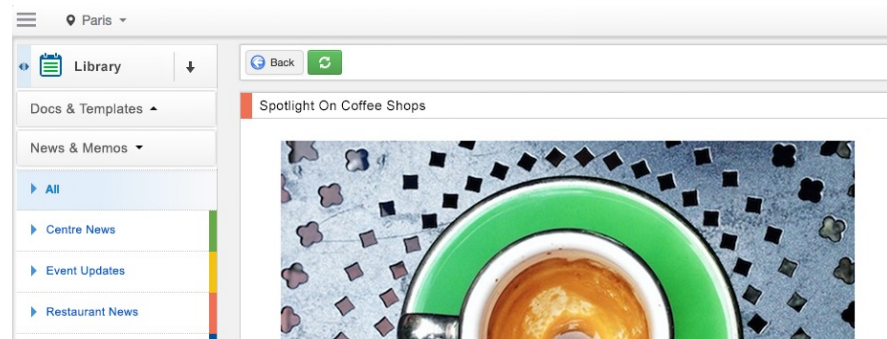 Paris
Library
Back
Docs & Templates
Spotlight On Coffee Shops
News & Memos
All
Centre News
Event Updates
Restaurant News